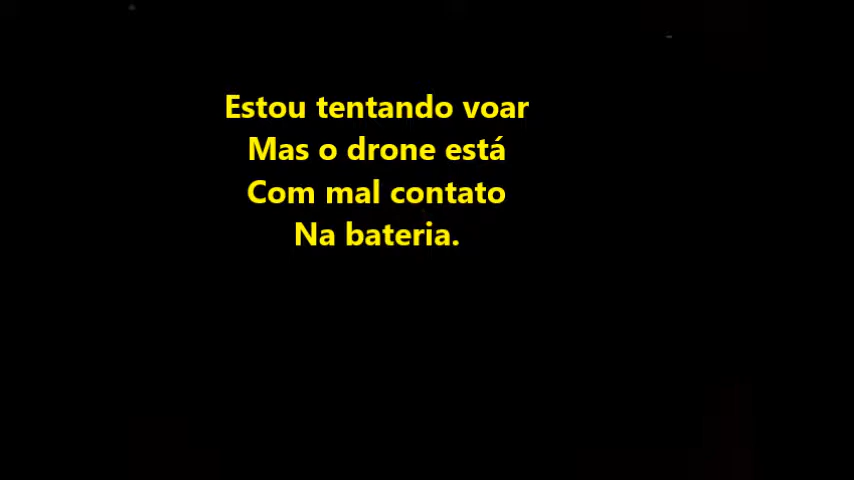 Estou tentando voar
Mas o drone está
Com mal contato
Na bateria.